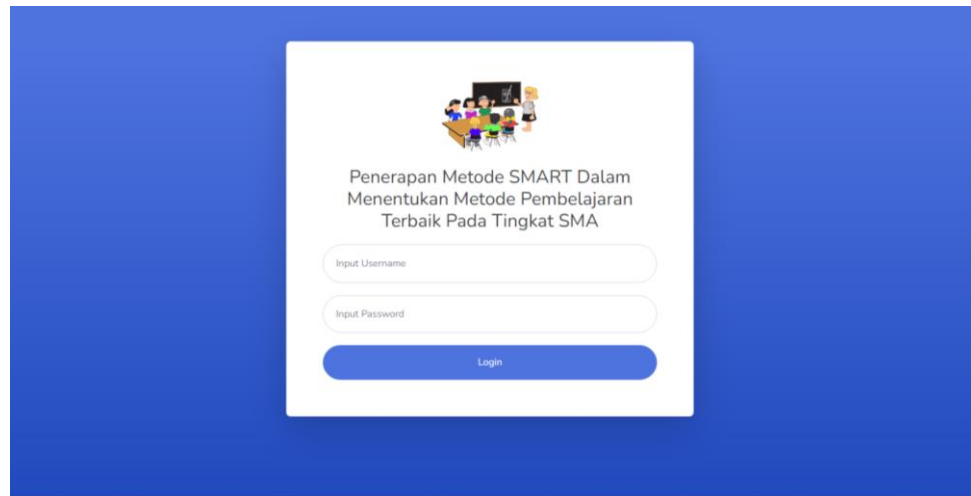 Penerapan Metode SMART Dalam
Menentukan Metode Pembelajaran
Terbaik Pada Tingkat SMA
Input Username
Input Password
Login